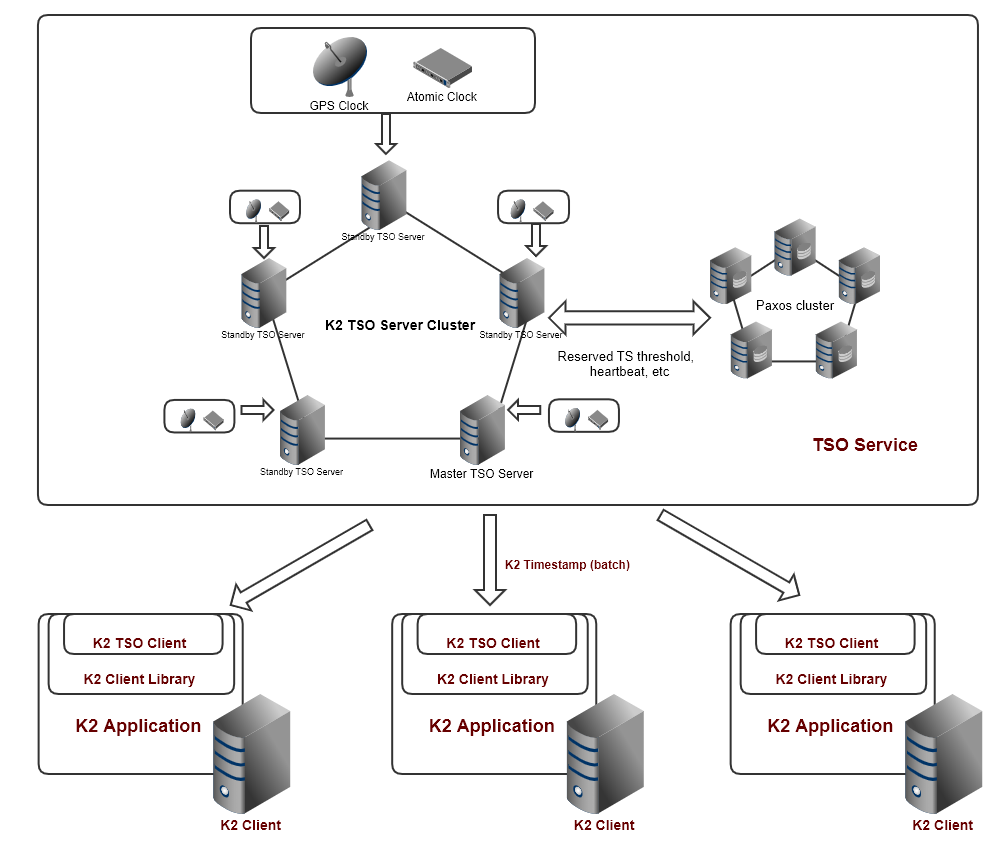 GPS Clock
Atomic Clock
Standby TSO Server
Standby TSO Server
K2 TSO Server Cluster
Standby TSO Server
Paxos cluster
Reserved TS threshold,
heartbeat, etc
Standby TSO Server
Master TSO Server
TSO Service
K2 Timestamp (batch)
K2 TSO Client
K2 Client Library
K2 Application
K2 Client
K2 TSO Client
K2 Client Library
K2 Application
K2 Client
K2 TSO Client
K2 Client Library
K2 Application
K2 Client